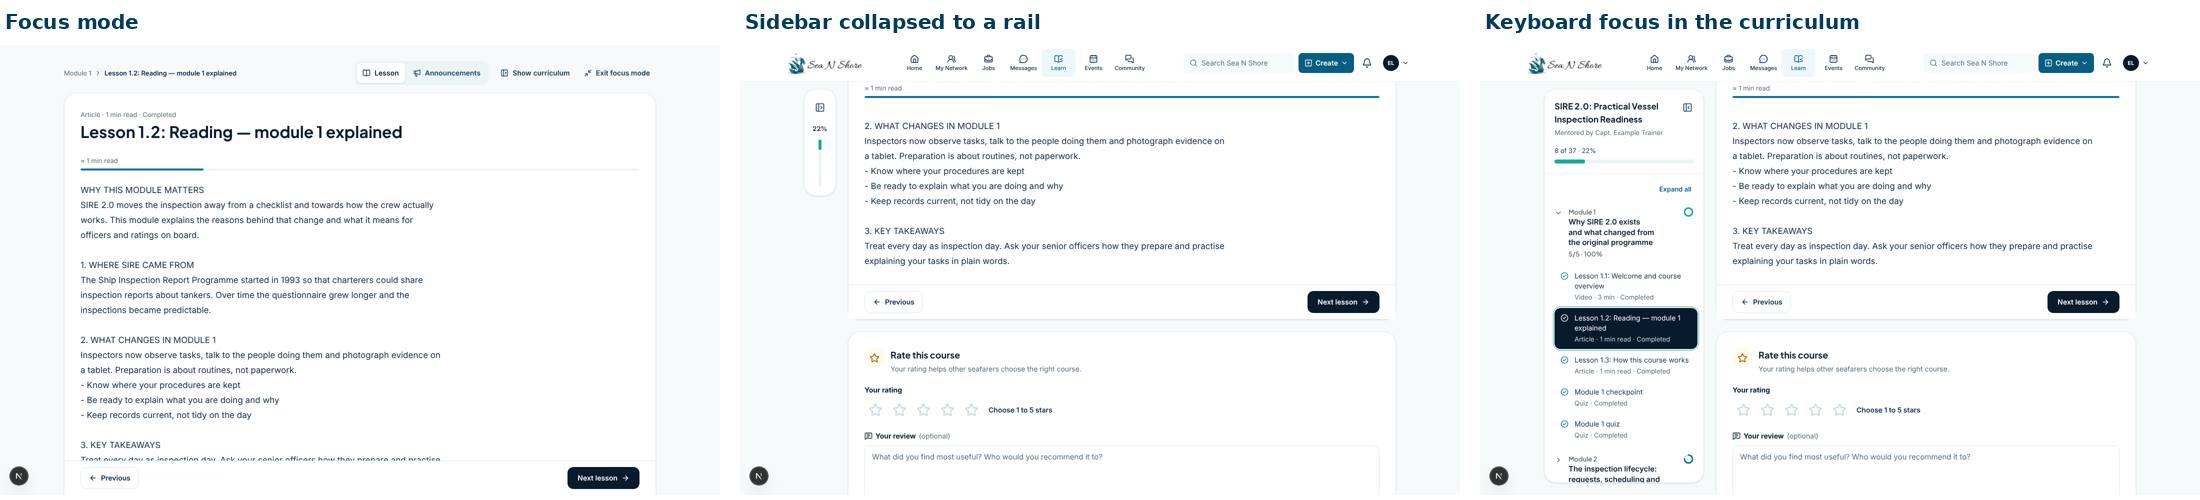 Focus mode
Module 1 > Lesson 1.2: Reading — module 1 explained
Lesson
Announcements
Show curriculum
Exit focus mode
Article · 1 min read · Completed
Lesson 1.2: Reading — module 1 explained
≈ 1 min read
WHY THIS MODULE MATTERS
SIRE 2.0 moves the inspection away from a checklist and towards how the crew actually
works. This module explains the reasons behind that change and what it means for
officers and ratings on board.
1. WHERE SIRE CAME FROM
The Ship Inspection Report Programme started in 1993 so that charterers could share
inspection reports about tankers. Over time the questionnaire grew longer and the
inspections became predictable.
2. WHAT CHANGES IN MODULE 1
Inspectors now observe tasks, talk to the people doing them and photograph evidence on
a tablet. Preparation is about routines, not paperwork.
- Know where your procedures are kept
- Be ready to explain what you are doing and why
- Keep records current, not tidy on the day
3. KEY TAKEAWAYS
Treat every day as inspection day. Ask your senior officers how they prepare and practise
N
← Previous
Next lesson →
Sidebar collapsed to a rail
Sea N Shore
Home
My Network
Jobs
Messages
Learn
Events
Community
Search Sea N Shore
Create
EL
22%
≈ 1 min read
2. WHAT CHANGES IN MODULE 1
Inspectors now observe tasks, talk to the people doing them and photograph evidence on
a tablet. Preparation is about routines, not paperwork.
- Know where your procedures are kept
- Be ready to explain what you are doing and why
- Keep records current, not tidy on the day
3. KEY TAKEAWAYS
Treat every day as inspection day. Ask your senior officers how they prepare and practise
explaining your tasks in plain words.
← Previous
Next lesson →
Rate this course
Your rating helps other seafarers choose the right course.
Your rating
Choose 1 to 5 stars
Your review (optional)
What did you find most useful? Who would you recommend it to?
N
Keyboard focus in the curriculum
Sea N Shore
Home
My Network
Jobs
Messages
Learn
Events
Community
Search Sea N Shore
Create
EL
SIRE 2.0: Practical Vessel
Inspection Readiness
Mentored by Capt. Example Trainer
8 of 37 · 22%
Expand all
Module 1
Why SIRE 2.0 exists
and what changed from
the original programme
5/5 · 100%
Lesson 1.1: Welcome and course
overview
Video · 3 min · Completed
Lesson 1.2: Reading — module 1
explained
Article · 1 min read · Completed
Lesson 1.3: How this course works
Article · 1 min read · Completed
Module 1 checkpoint
Quiz · Completed
Module 1 quiz
Quiz · Completed
Module 2
The inspection lifecycle:
requests, scheduling and
N
≈ 1 min read
2. WHAT CHANGES IN MODULE 1
Inspectors now observe tasks, talk to the people doing them and photograph evidence on
a tablet. Preparation is about routines, not paperwork.
- Know where your procedures are kept
- Be ready to explain what you are doing and why
- Keep records current, not tidy on the day
3. KEY TAKEAWAYS
Treat every day as inspection day. Ask your senior officers how they prepare and practise
explaining your tasks in plain words.
← Previous
Next lesson →
Rate this course
Your rating helps other seafarers choose the right course.
Your rating
Choose 1 to 5 stars
Your review (optional)
What did you find most useful? Who would you recommend it to?